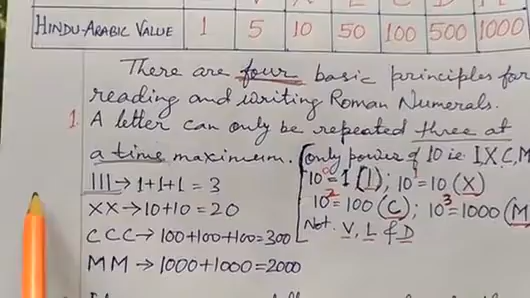 HINDU-ARABIC VALUE 1 5 10 50 100 500 1000
There are four basic principles for
reading and writing Roman Numerals.
1. A letter can only be repeated three at
a time maximum. (only power of 10 ie I,X,C,M
III→1+1+1=3
10⁰=1 (I); 10¹=10 (X)
XX→10+10=20
10²=100 (C); 10³=1000 (M
CCC→100+100+100=300
Not V, L & D
MM→1000+1000=2000